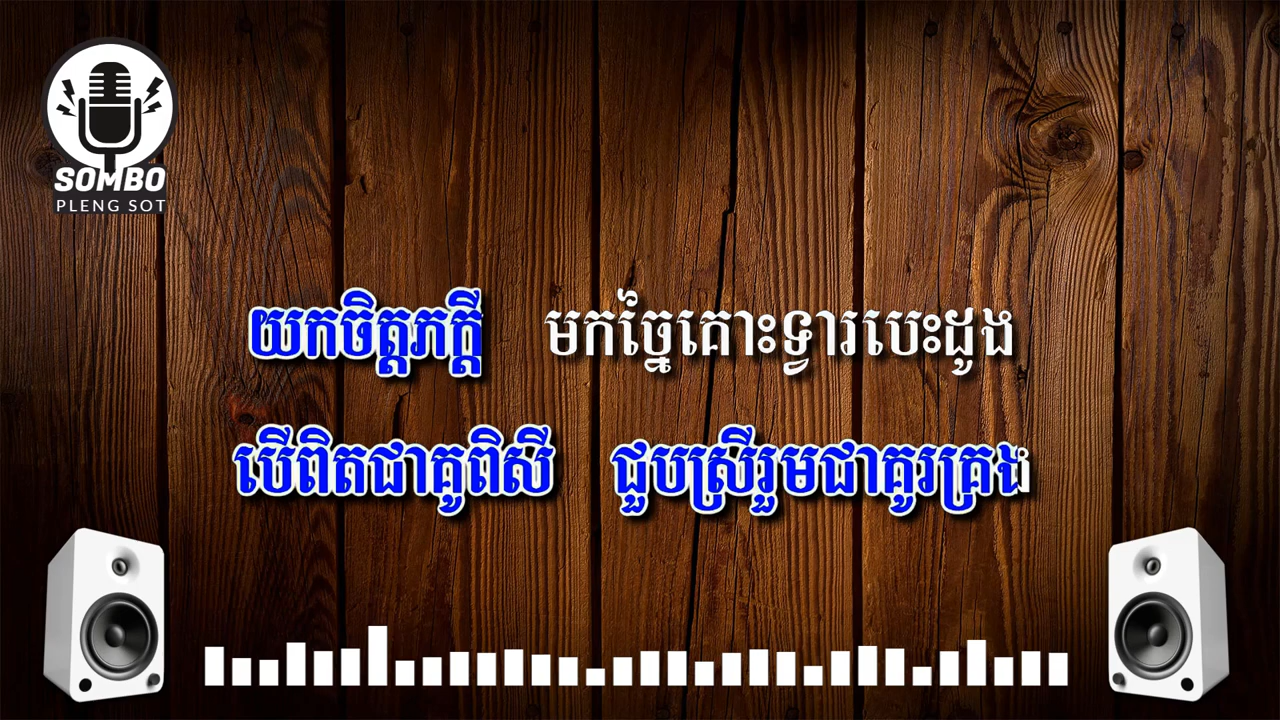 SOMBO
PLENG SOT
យកចិត្តភក្តី មកច្នៃគោះទ្វារបេះដូង
បើពិតជាគូពិសី ជួបស្រីរួមជាគូរគ្រង